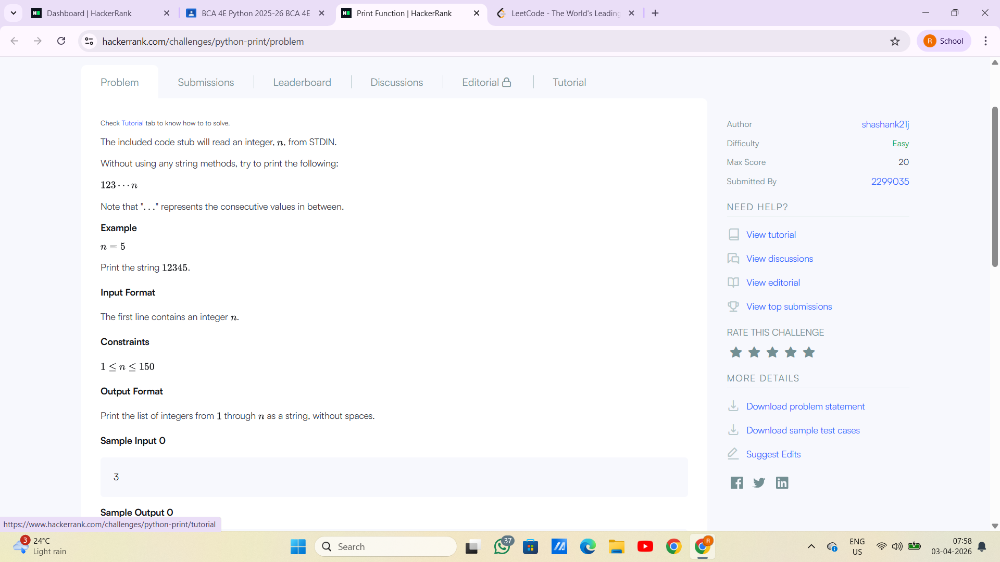 Dashboard | HackerRank
BCA 4E Python 2025-26 BCA 4E
Print Function | HackerRank
LeetCode - The World's Leading
hackerrank.com/challenges/python-print/problem
R School
Problem
Submissions
Leaderboard
Discussions
Editorial
Tutorial
Check Tutorial tab to know how to to solve.
The included code stub will read an integer, n, from STDIN.
Without using any string methods, try to print the following:
123 ⋯ n
Note that "..." represents the consecutive values in between.
Example
n = 5
Print the string 12345.
Input Format
The first line contains an integer n.
Constraints
1 ≤ n ≤ 150
Output Format
Print the list of integers from 1 through n as a string, without spaces.
Sample Input 0
3
Sample Output 0
Author shashank21j
Difficulty Easy
Max Score 20
Submitted By 2299035
NEED HELP?
View tutorial
View discussions
View editorial
View top submissions
RATE THIS CHALLENGE
MORE DETAILS
Download problem statement
Download sample test cases
Suggest Edits
https://www.hackerrank.com/challenges/python-print/tutorial
3
24°C
Light rain
Search
37
R
ENG
US
07:58
03-04-2026